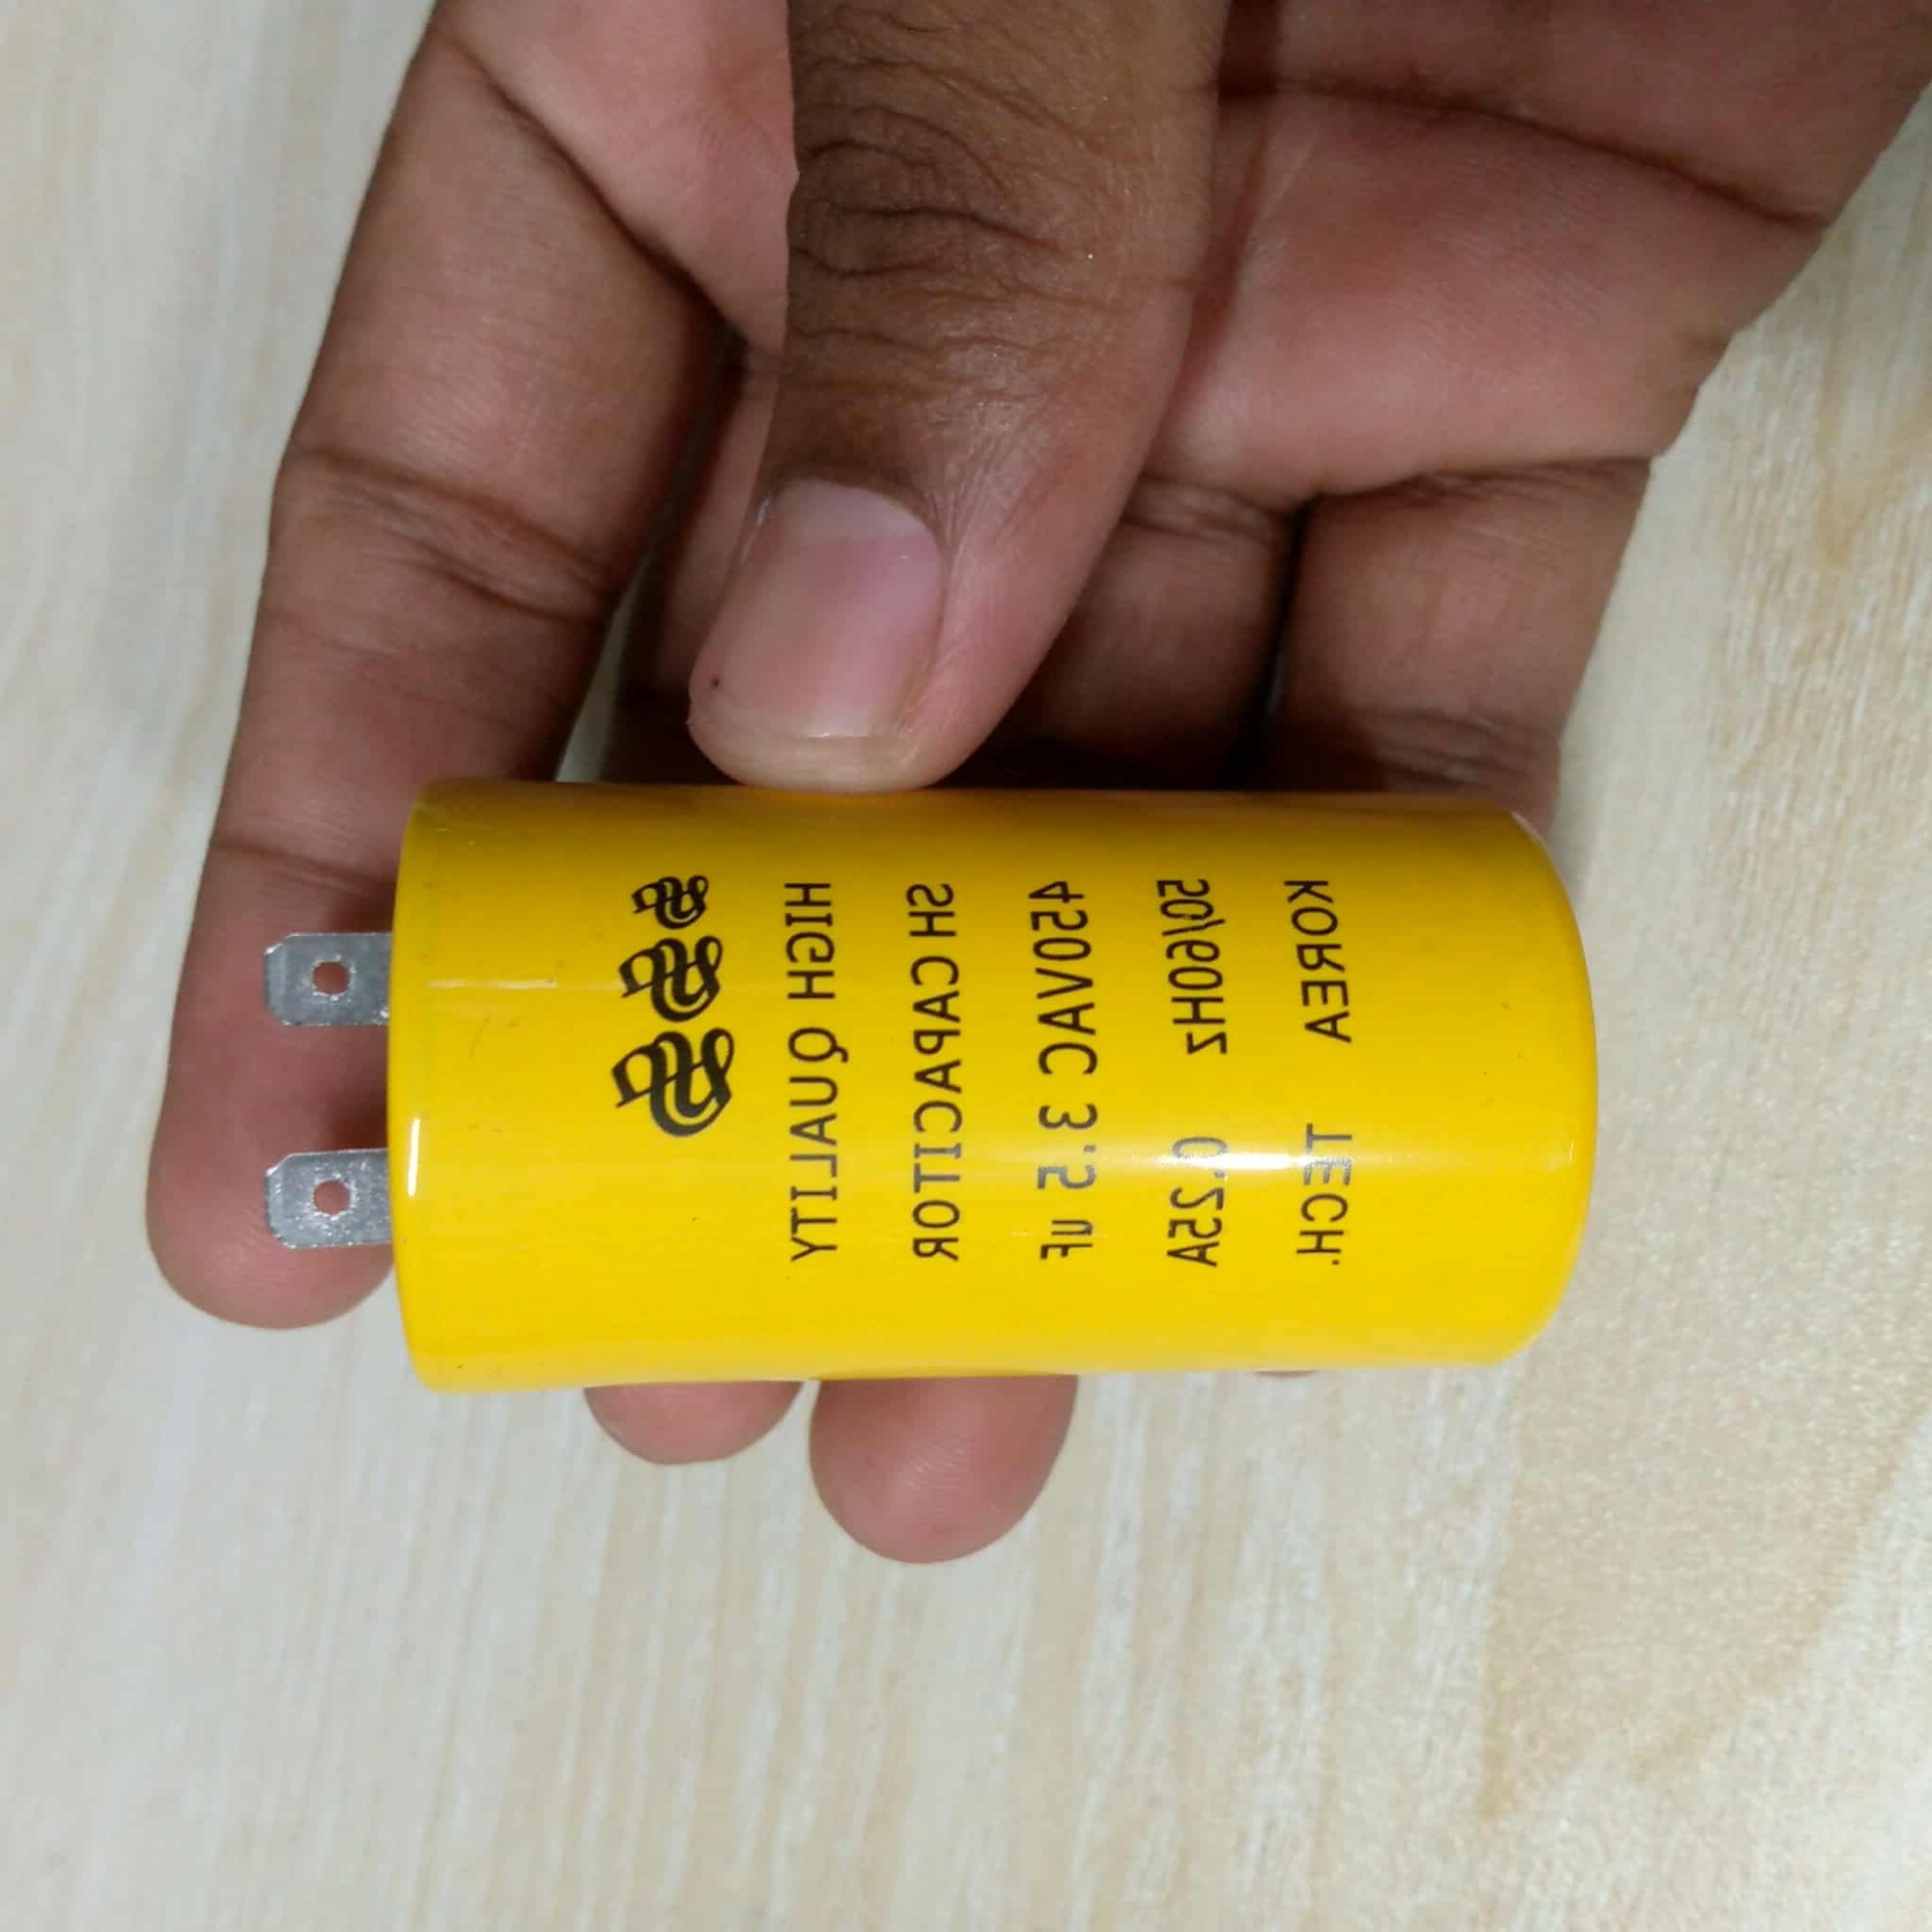 HIGH QUALITY
SH CAPACITOR
450VAC 3.5 uF
50/60HZ 0.25A
KOREA TECH.